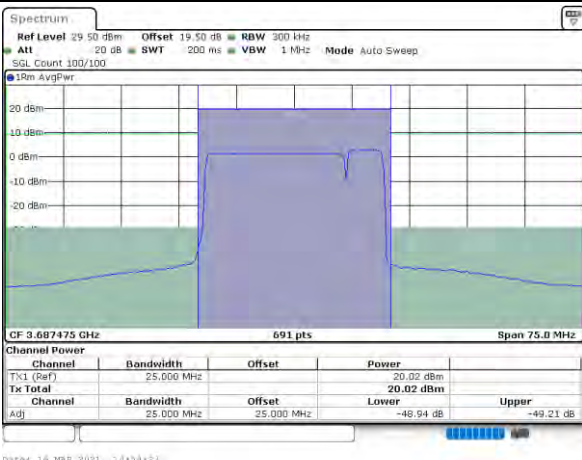 Spectrum
Ref Level 29.50 dBm Offset 19.50 dB RBW 300 kHz
Att 20 dB SWT 200 ms VBW 1 MHz Mode Auto Sweep
SGL Count 100/100
1Rm AvgPwr
20 dBm
10 dBm
0 dBm
-10 dBm
-20 dBm
CF 3.687475 GHz 691 pts Span 75.0 MHz
Channel Power
Channel Bandwidth Offset Power
TX1 (Ref) 25.000 MHz 20.02 dBm
Tx Total 20.02 dBm
Channel Bandwidth Offset Lower Upper
Adj 25.000 MHz 25.000 MHz -48.94 dB -49.21 dB